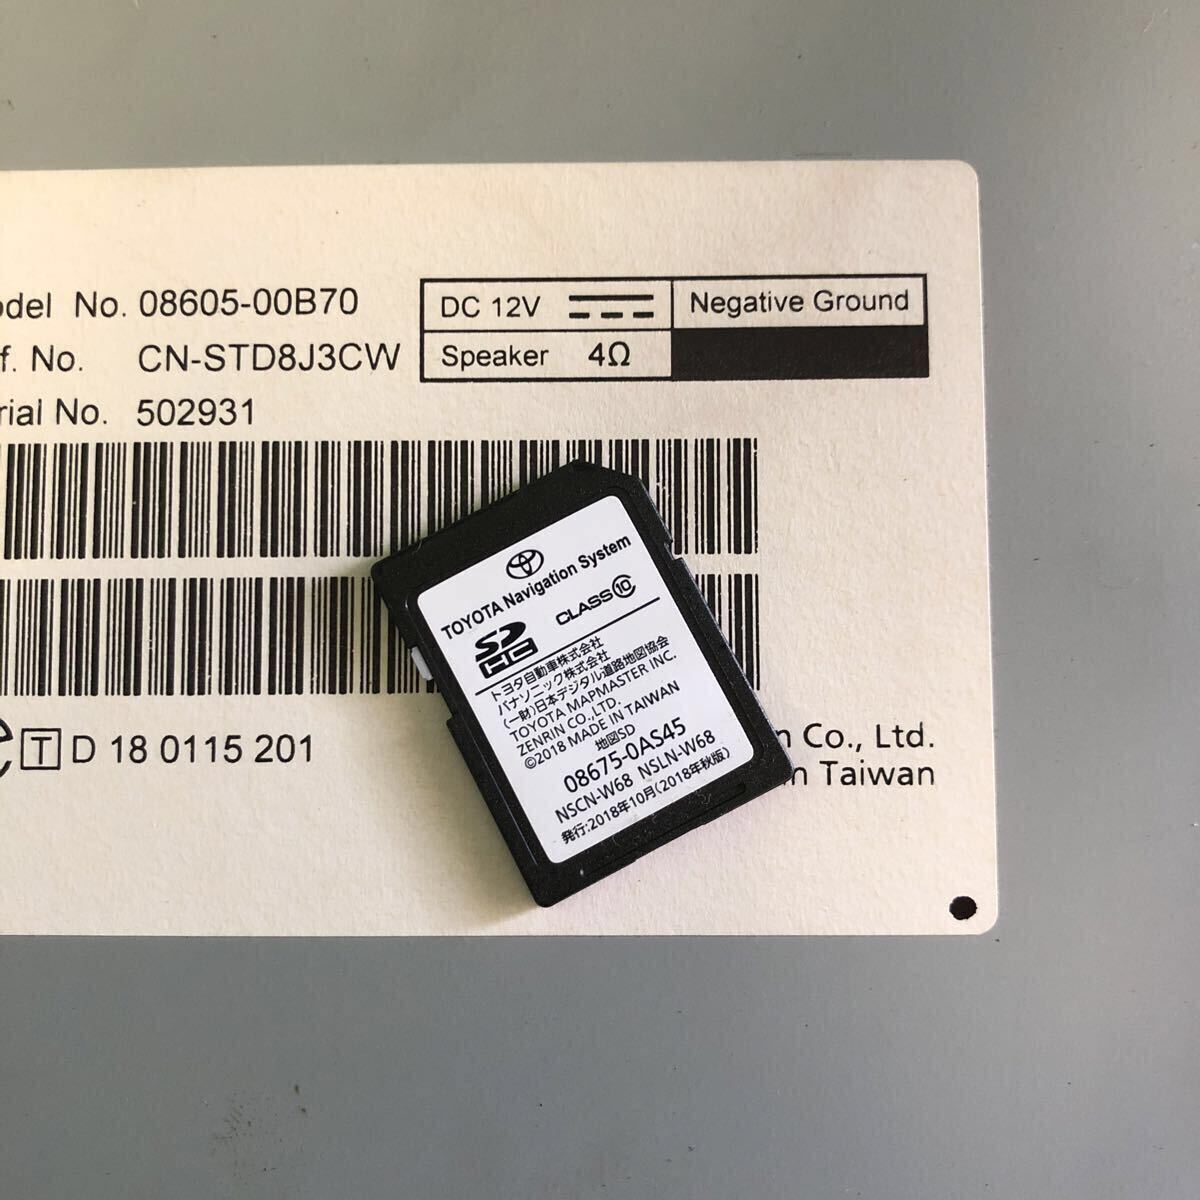 odel No. 08605-00B70
f. No. CN-STD8J3CW
rial No. 502931
DC 12V
Negative Ground
Speaker 4Ω
T D 18 0115 201
n Co., Ltd.
n Taiwan
TOYOTA Navigation System
SD HC CLASS 10
トヨタ自動車株式会社
パナソニック株式会社
(一財)日本デジタル道路地図協会
TOYOTA MAPMASTER INC.
ZENRIN CO.,LTD.
©2018 MADE IN TAIWAN
地図SD
08675-0AS45
NSCN-W68 NSLN-W68
発行:2018年10月(2018年秋版)